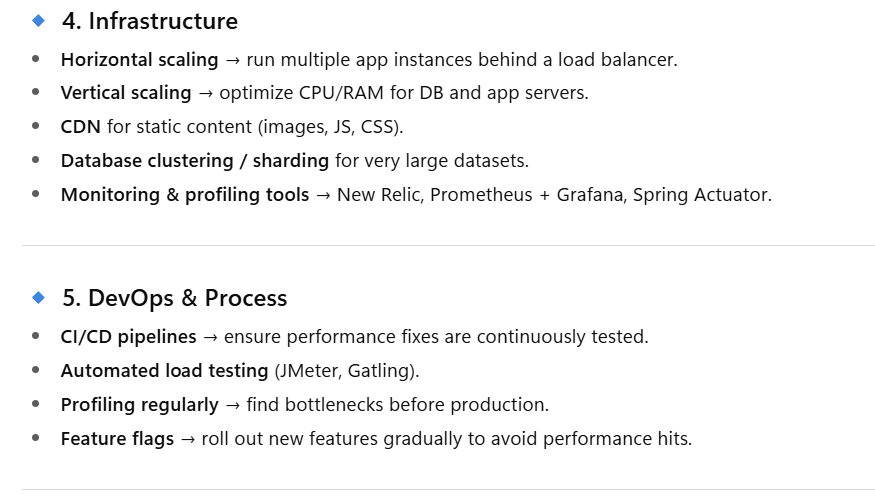 4. Infrastructure
Horizontal scaling → run multiple app instances behind a load balancer.
Vertical scaling → optimize CPU/RAM for DB and app servers.
CDN for static content (images, JS, CSS).
Database clustering / sharding for very large datasets.
Monitoring & profiling tools → New Relic, Prometheus + Grafana, Spring Actuator.
5. DevOps & Process
CI/CD pipelines → ensure performance fixes are continuously tested.
Automated load testing (JMeter, Gatling).
Profiling regularly → find bottlenecks before production.
Feature flags → roll out new features gradually to avoid performance hits.